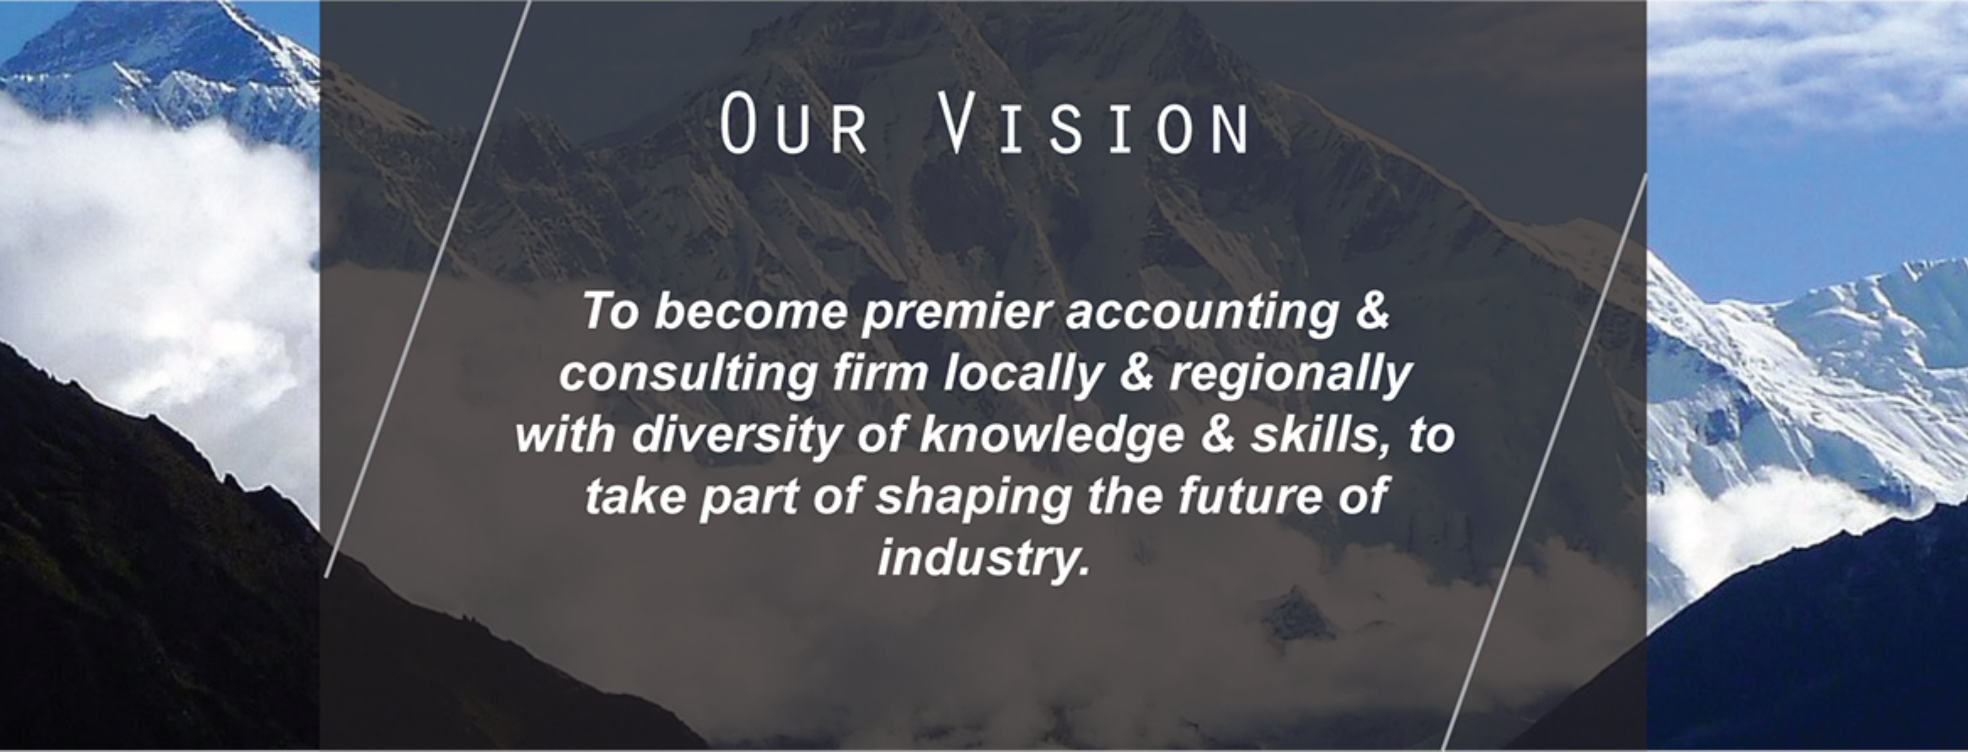 Our Vision
To become premier accounting &
consulting firm locally & regionally
with diversity of knowledge & skills, to
take part of shaping the future of
industry.